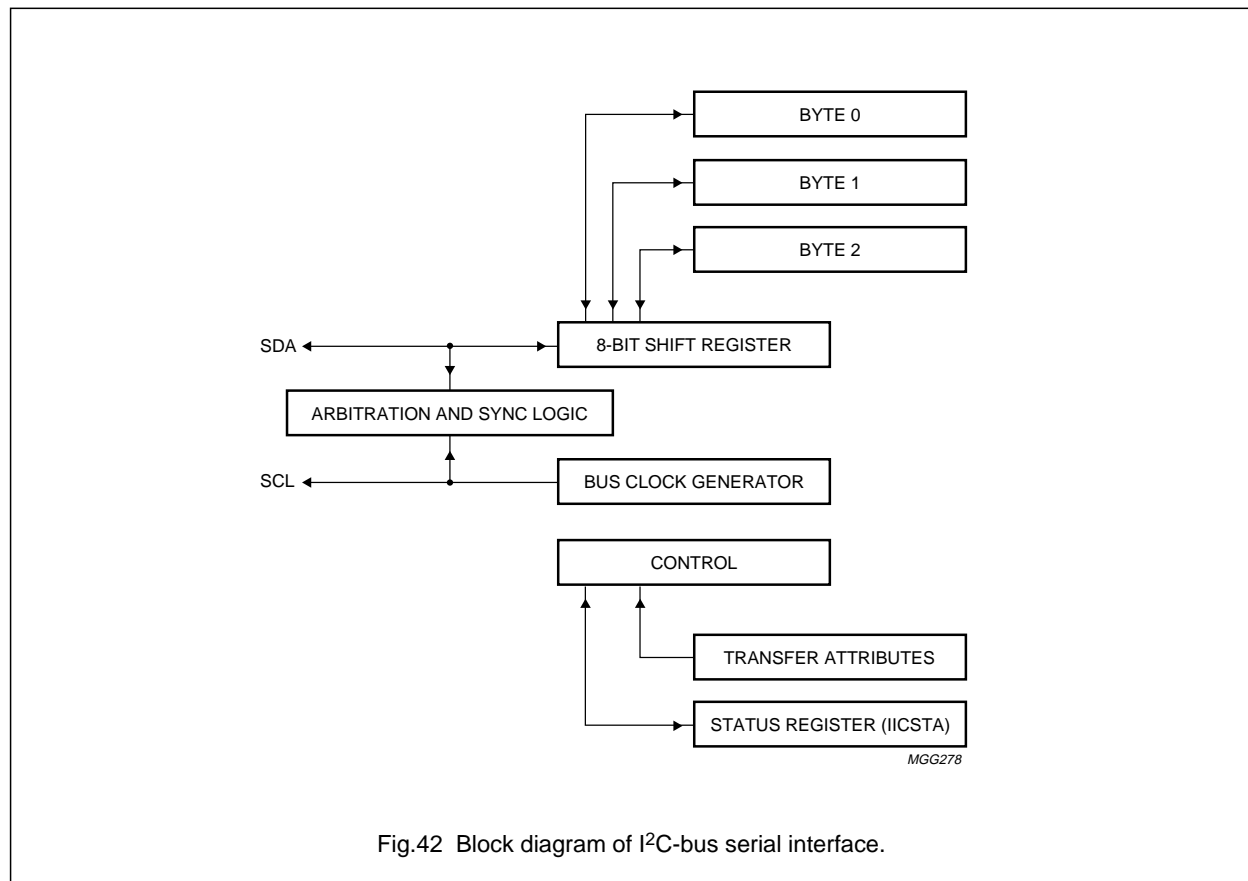 BYTE 0
BYTE 1
BYTE 2
8-BIT SHIFT REGISTER
SDA
ARBITRATION AND SYNC LOGIC
SCL
BUS CLOCK GENERATOR
CONTROL
TRANSFER ATTRIBUTES
STATUS REGISTER (IICSTA)
MGG278
Fig.42 Block diagram of I²C-bus serial interface.